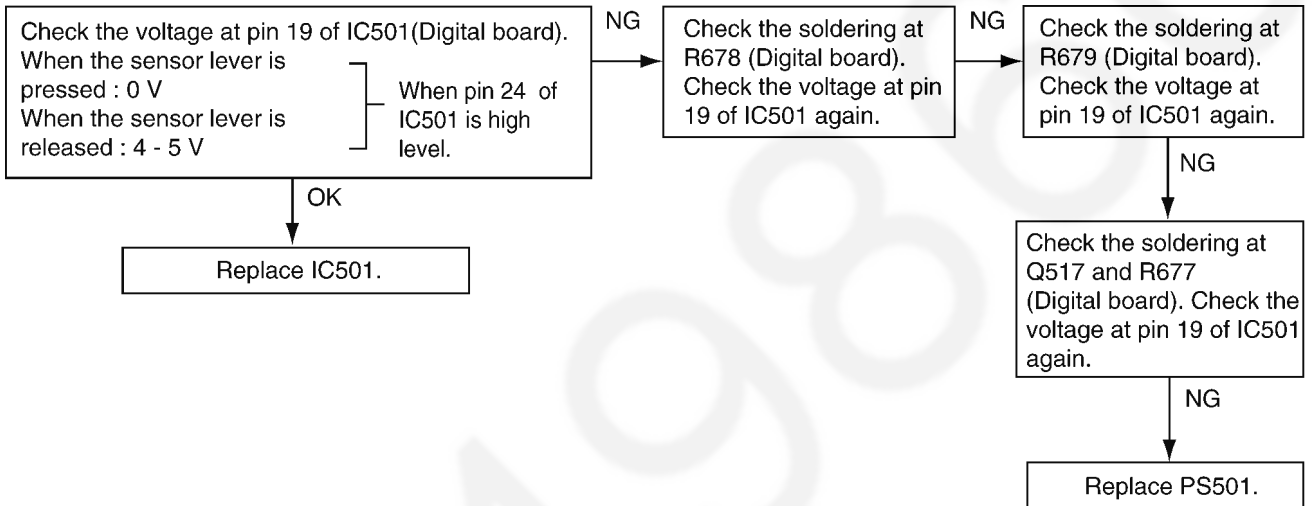 Check the voltage at pin 19 of IC501(Digital board).
When the sensor lever is
pressed : 0 V
When the sensor lever is
released : 4 - 5 V
When pin 24 of
IC501 is high
level.
NG
Check the soldering at
R678 (Digital board).
Check the voltage at pin
19 of IC501 again.
NG
Check the soldering at
R679 (Digital board).
Check the voltage at
pin 19 of IC501 again.
OK
Replace IC501.
NG
Check the soldering at
Q517 and R677
(Digital board). Check the
voltage at pin 19 of IC501
again.
NG
Replace PS501.